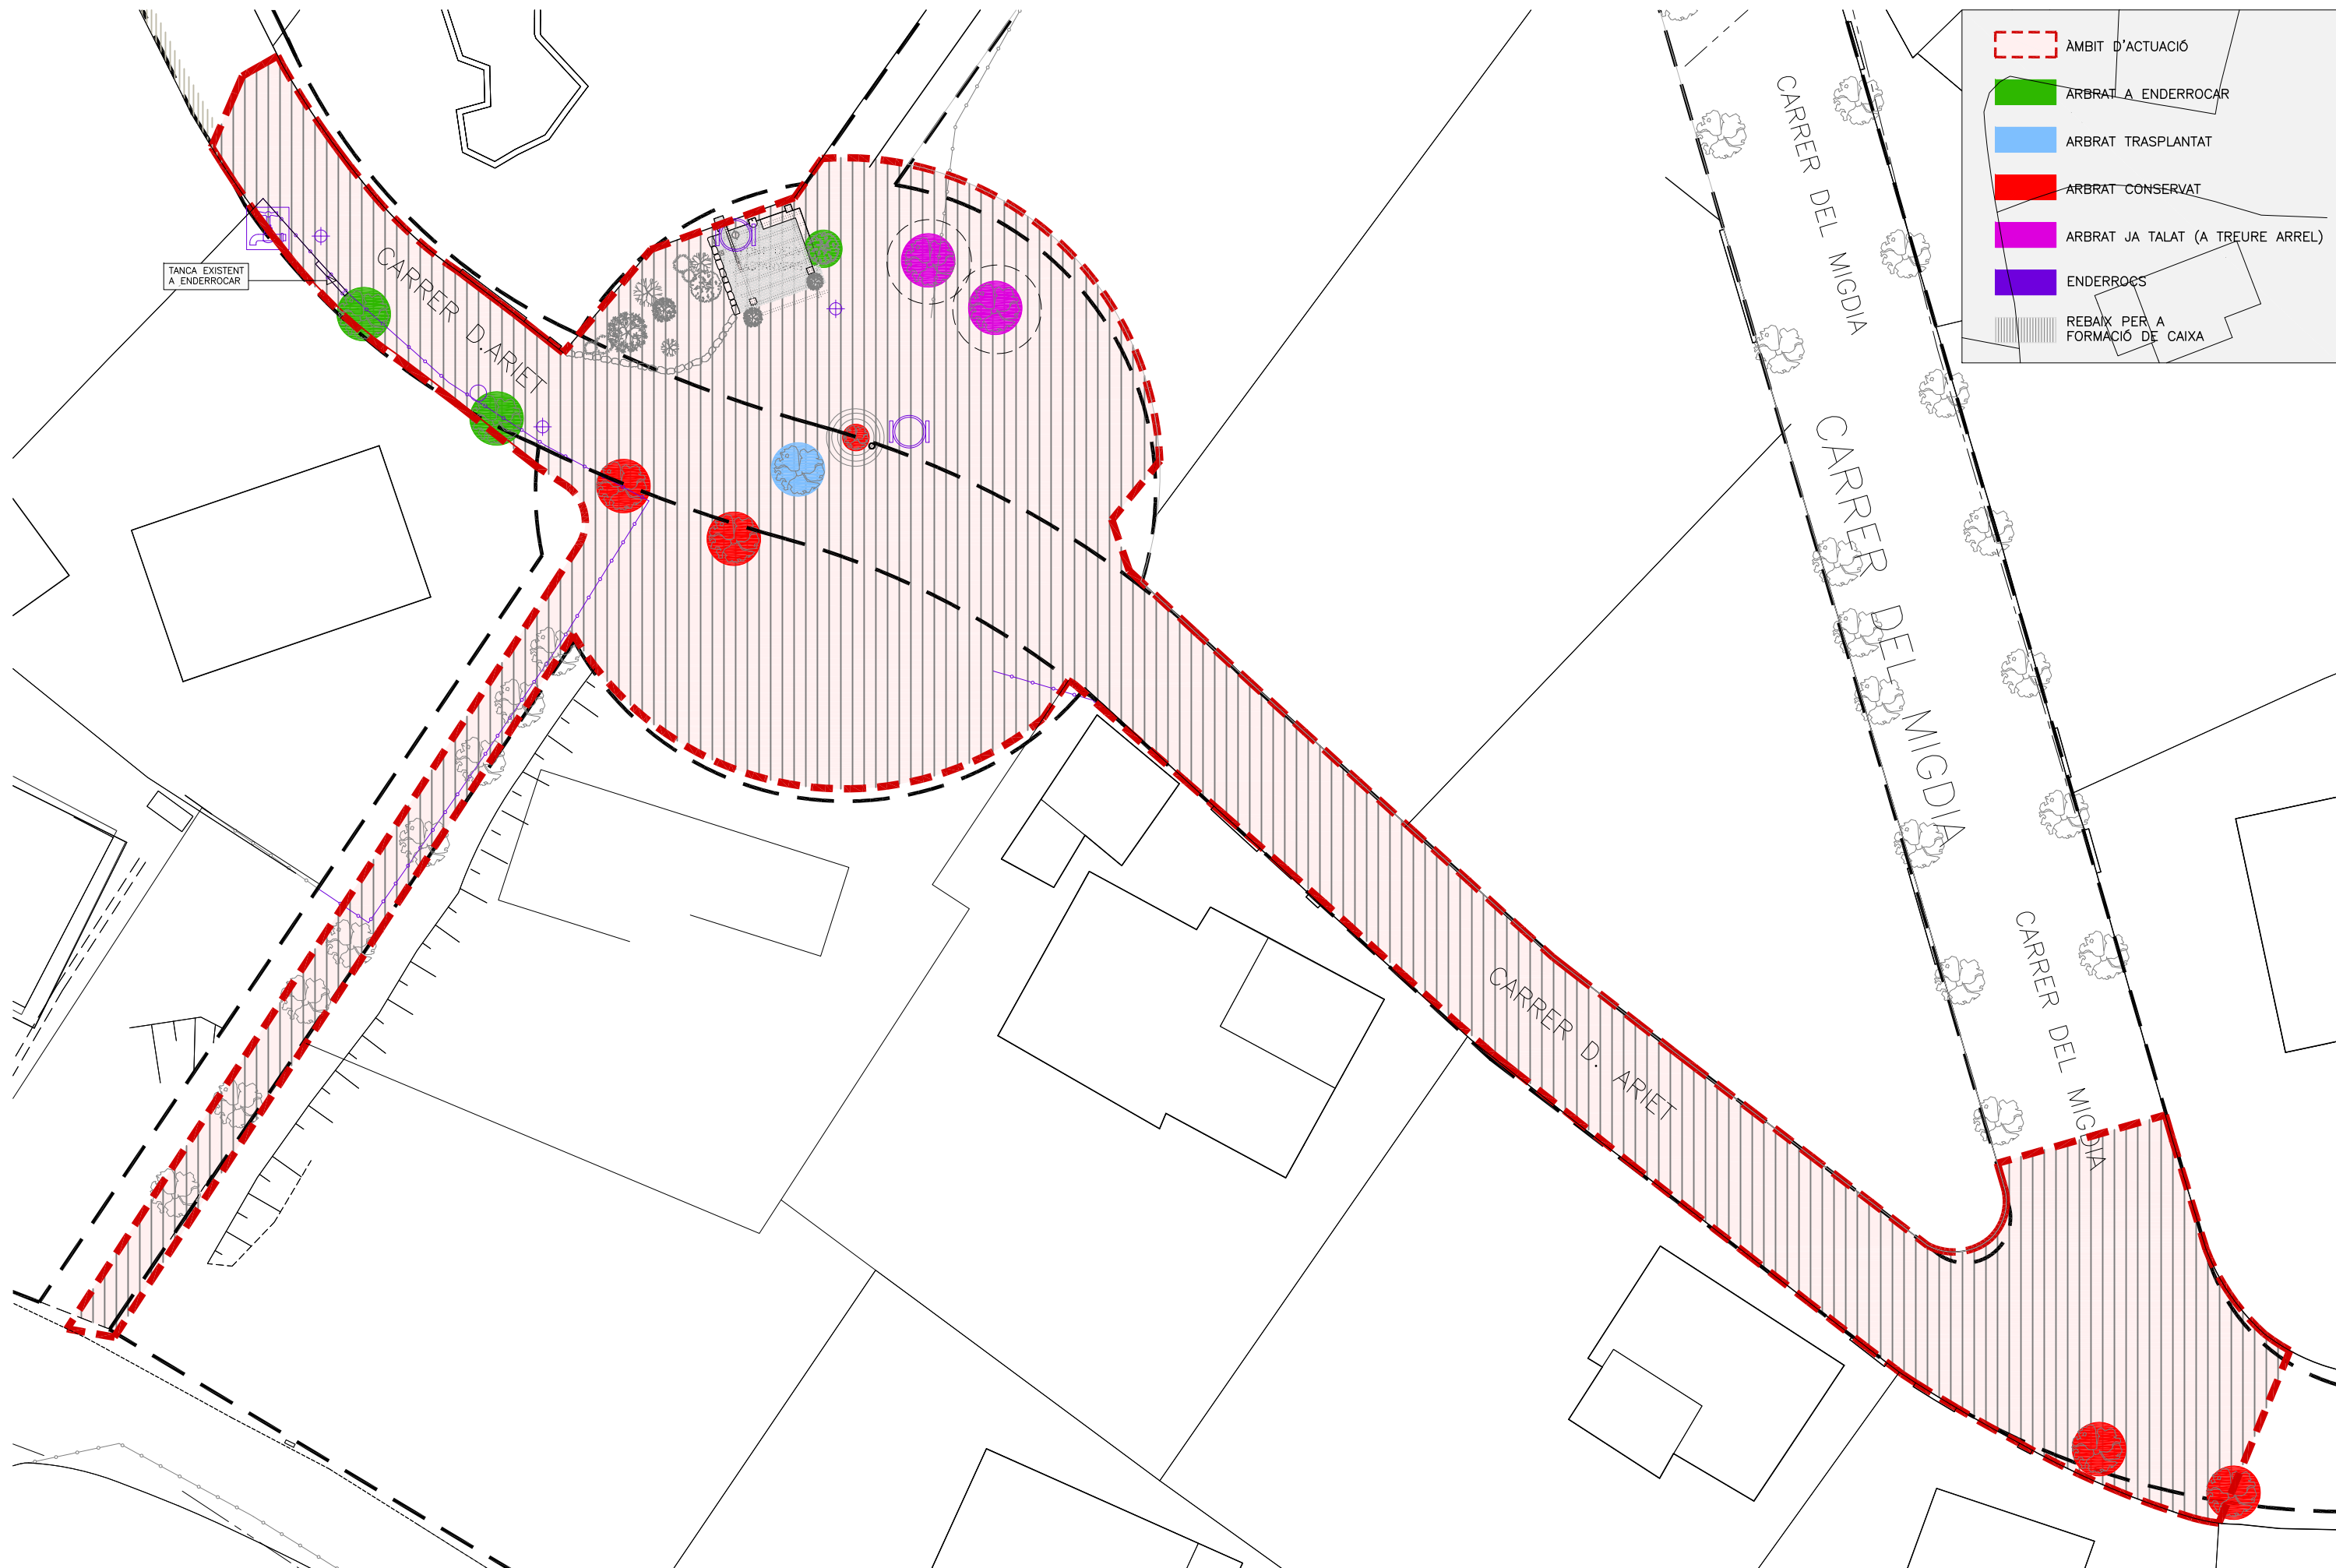 ÀMBIT D'ACTUACIÓ
ARBRAT A ENDERROCAR
ARBRAT TRASPLANTAT
ARBRAT CONSERVAT
ARBRAT JA TALAT (A TREURE ARREL)
ENDERROCS
REBAIX PER A
FORMACIÓ DE CAIXA
CARRER DEL MIGDIA
TANCA EXISTENT
A ENDERROCAR
CARRER D.ARIET
CARRER DEL MIGDIA
CARRER DEL MIGDIA
CARRER D. ARIET